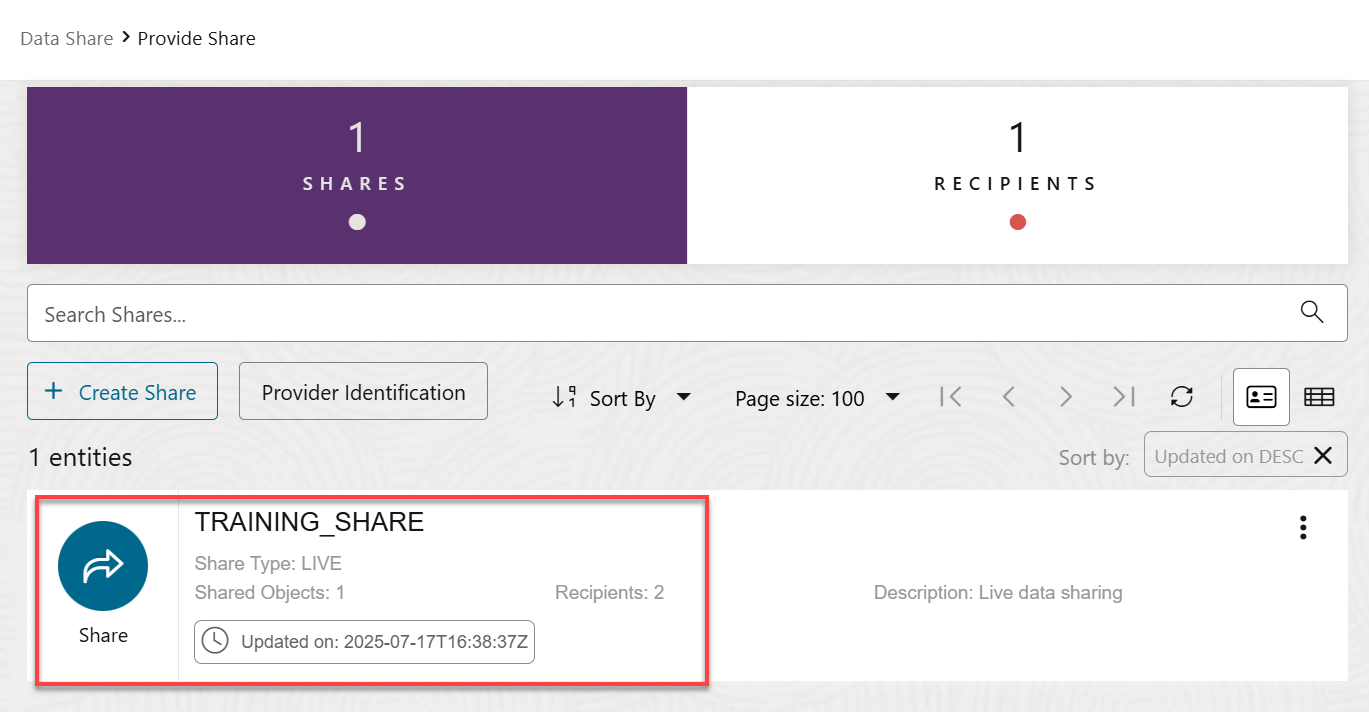 Data Share > Provide Share
1
SHARES
1
RECIPIENTS
Search Shares...
+ Create Share
Provider Identification
Sort By
Page size: 100
1 entities
Sort by: Updated on DESC X
TRAINING_SHARE
Share Type: LIVE
Shared Objects: 1
Recipients: 2
Description: Live data sharing
Share
Updated on: 2025-07-17T16:38:37Z